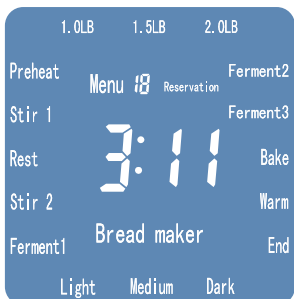 1.0LB 1.5LB 2.0LB
Preheat
Menu 18 Reservation
Ferment2
Stir 1
Ferment3
3:11
Rest
Bake
Stir 2
Warm
Bread maker
Ferment1
End
Light Medium Dark